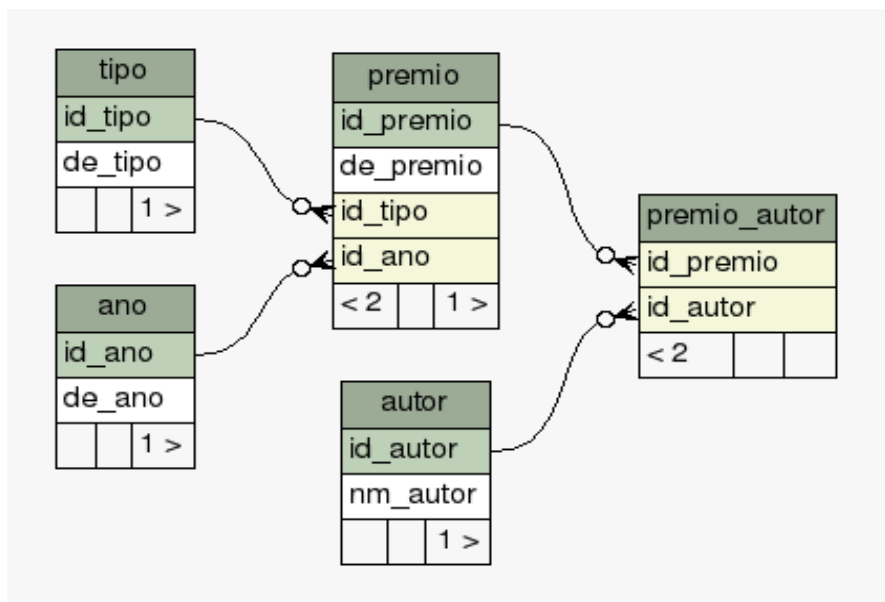 tipo
id_tipo
de_tipo
1 >
ano
id_ano
de_ano
1 >
premio
id_premio
de_premio
id_tipo
id_ano
< 2 1 >
autor
id_autor
nm_autor
1 >
premio_autor
id_premio
id_autor
< 2